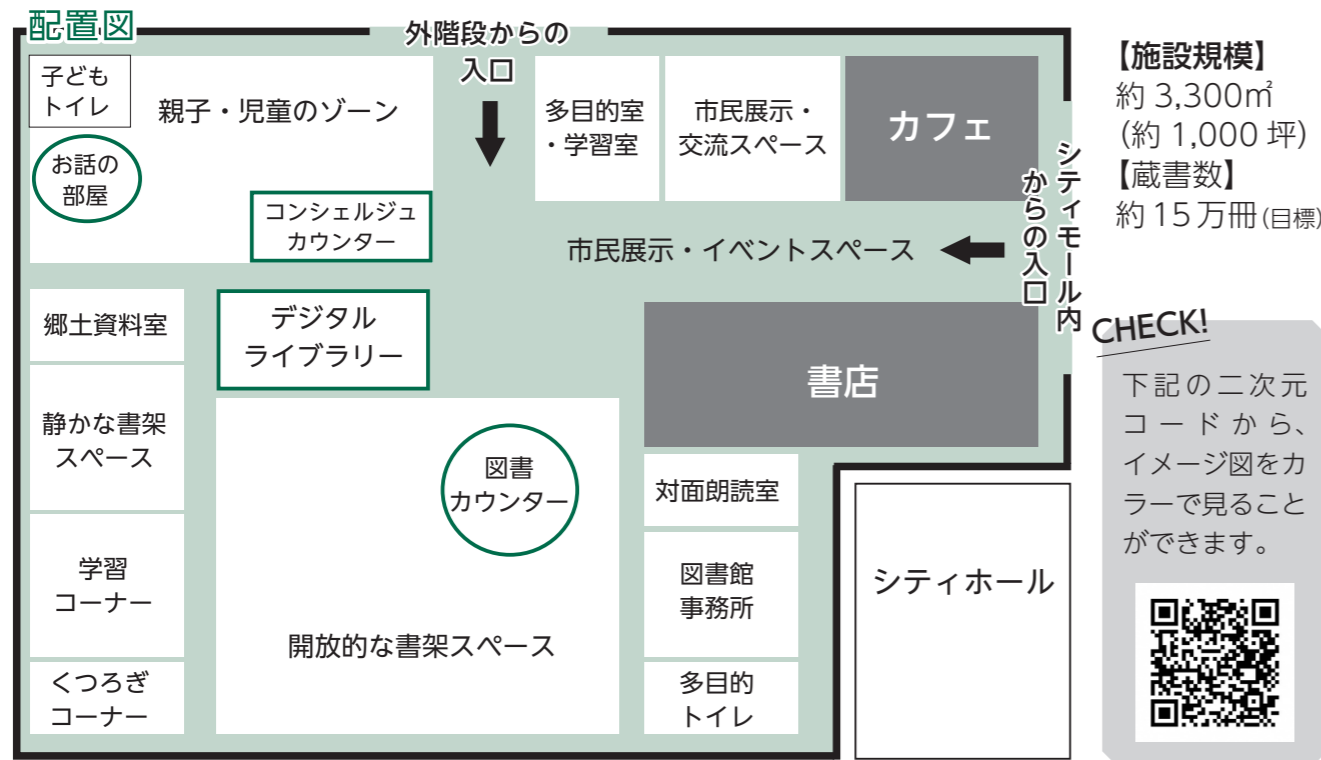 配置図
外階段からの
入口
子ども
トイレ
親子・児童のゾーン
お話の
部屋
コンシェルジュ
カウンター
多目的室
・学習室
市民展示・
交流スペース
カフェ
市民展示・イベントスペース
シティモール内
からの入口
郷土資料室
デジタル
ライブラリー
書店
静かな書架
スペース
図書
カウンター
対面朗読室
学習
コーナー
図書館
事務所
シティホール
開放的な書架スペース
くつろぎ
コーナー
多目的
トイレ
【施設規模】
約 3,300㎡
(約 1,000 坪)
【蔵書数】
約 15 万冊(目標)
CHECK!
下記の二次元
コードから、
イメージ図をカ
ラーで見ること
ができます。